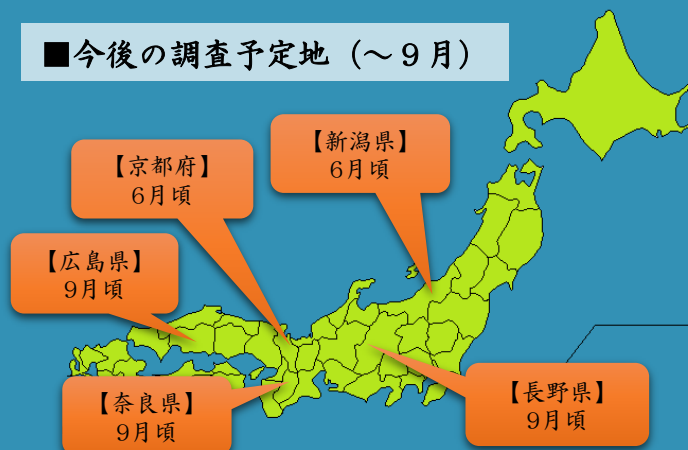 ■今後の調査予定地（～９月）
【新潟県】
6月頃
【京都府】
6月頃
【広島県】
9月頃
【奈良県】
9月頃
【長野県】
9月頃